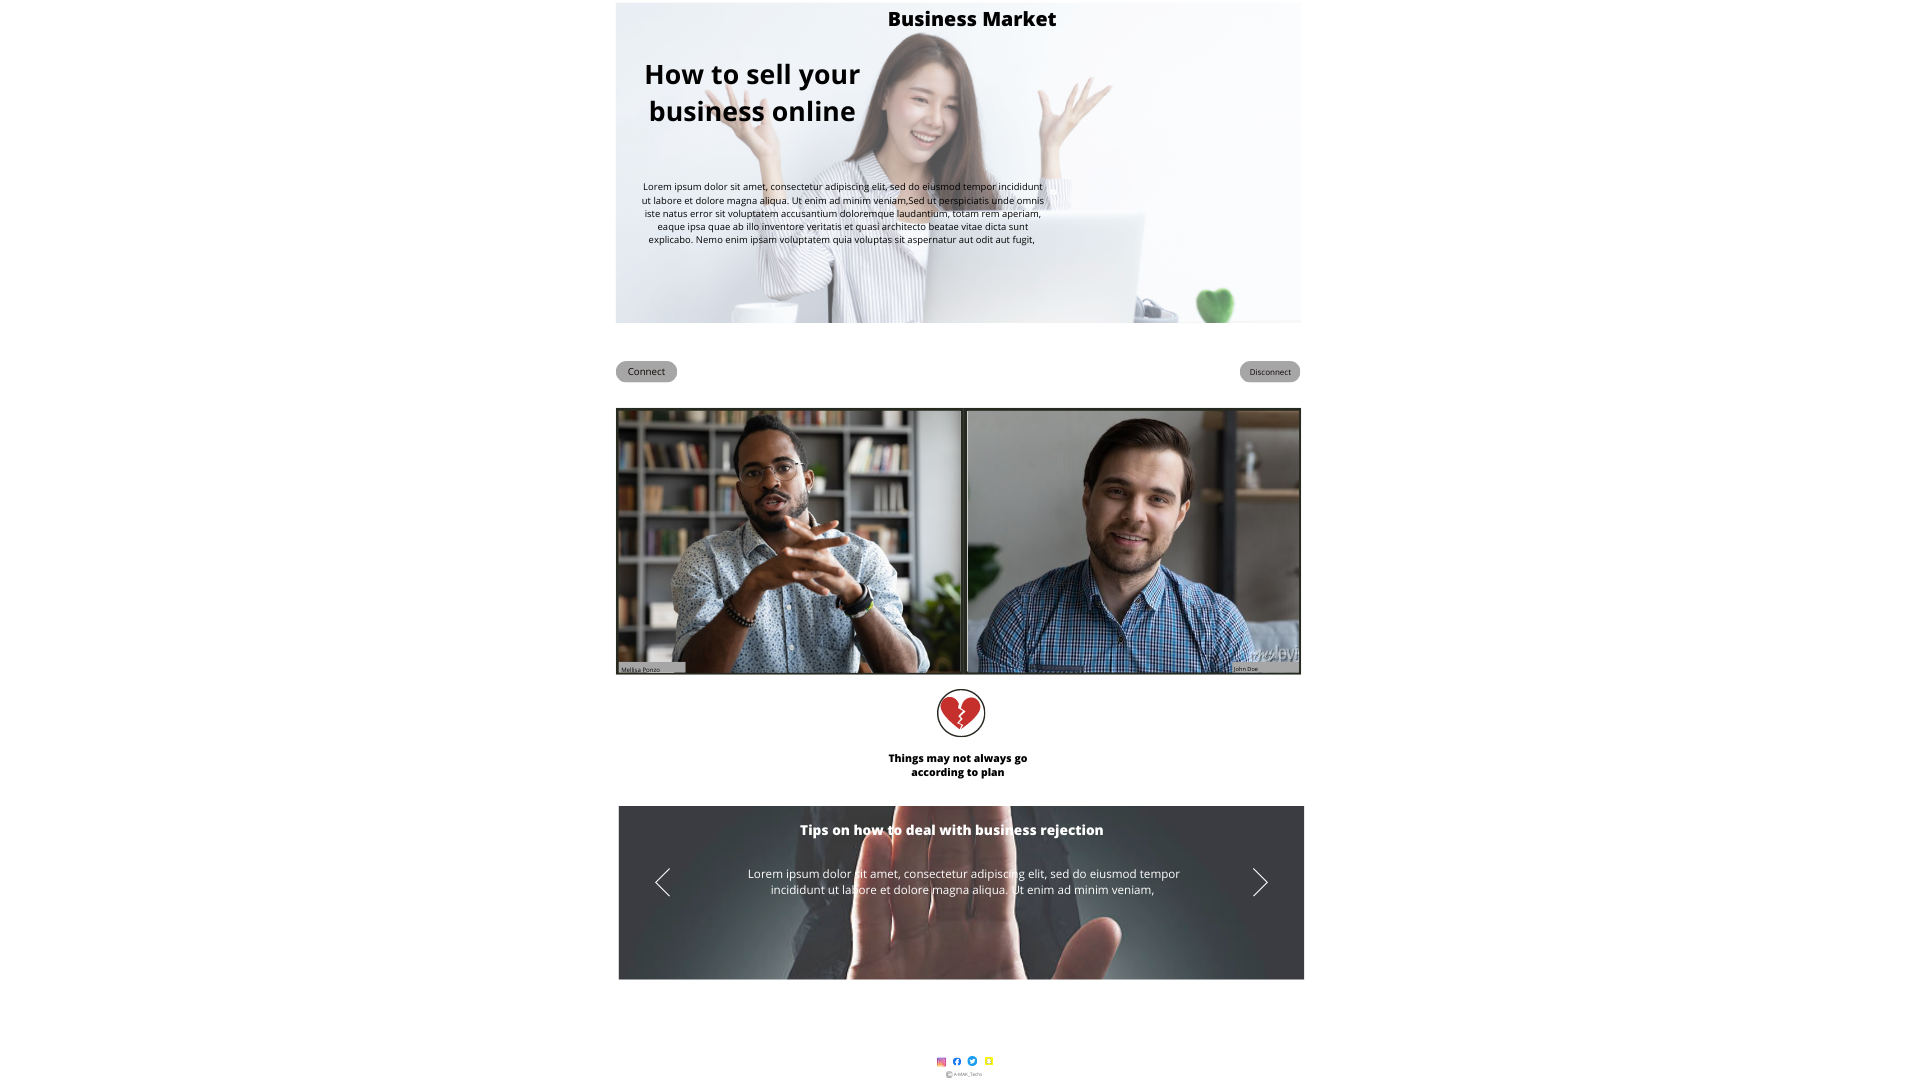 Business Market
How to sell your
business online
Lorem ipsum dolor sit amet, consectetur adipiscing elit, sed do eiusmod tempor incididunt
ut labore et dolore magna aliqua. Ut enim ad minim veniam,Sed ut perspiciatis unde omnis
iste natus error sit voluptatem accusantium doloremque laudantium, totam rem aperiam,
eaque ipsa quae ab illo inventore veritatis et quasi architecto beatae vitae dicta sunt
explicabo. Nemo enim ipsam voluptatem quia voluptas sit aspernatur aut odit aut fugit,
Connect
Disconnect
Mellisa Ponzo
John Doe
Things may not always go
according to plan
Tips on how to deal with business rejection
Lorem ipsum dolor sit amet, consectetur adipiscing elit, sed do eiusmod tempor
incididunt ut labore et dolore magna aliqua. Ut enim ad minim veniam,
A-MAK_Techs